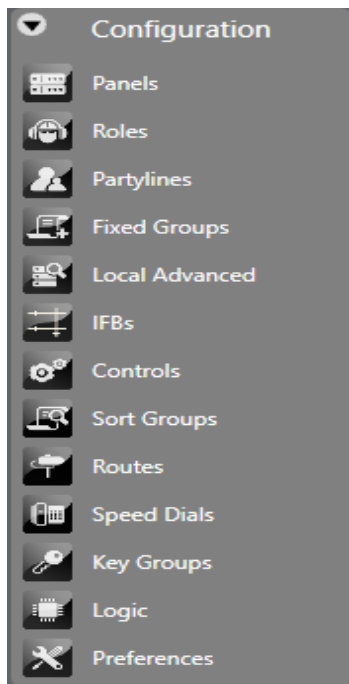 Configuration
Panels
Roles
Partylines
Fixed Groups
Local Advanced
IFBs
Controls
Sort Groups
Routes
Speed Dials
Key Groups
Logic
Preferences